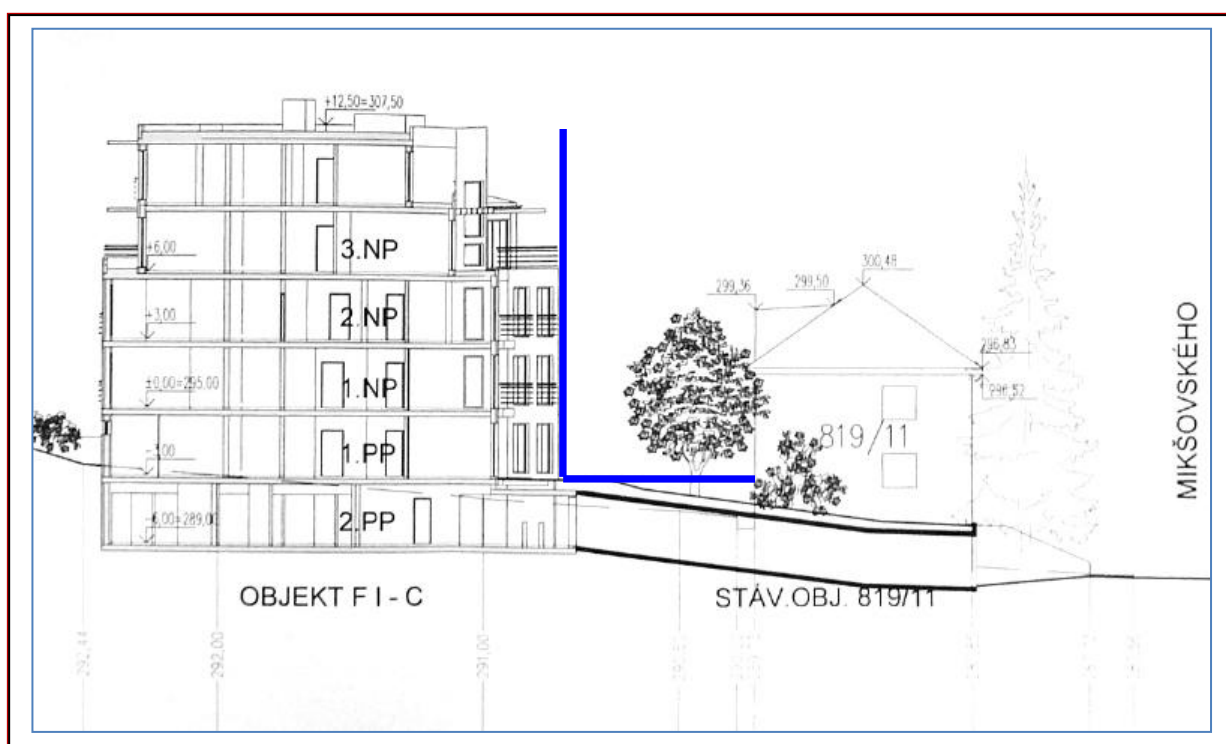 +12,50=307,50
3.NP
+6,00
300,48
299,36
299,50
2.NP
+3,00
296,83
1.NP
±0,00=295,00
819/11
1.PP
-3,00
MIKŠOVSKÉHO
2.PP
-6,00=289,00
OBJEKT F I - C
STÁV.OBJ. 819/11
292,44
292,00
291,00